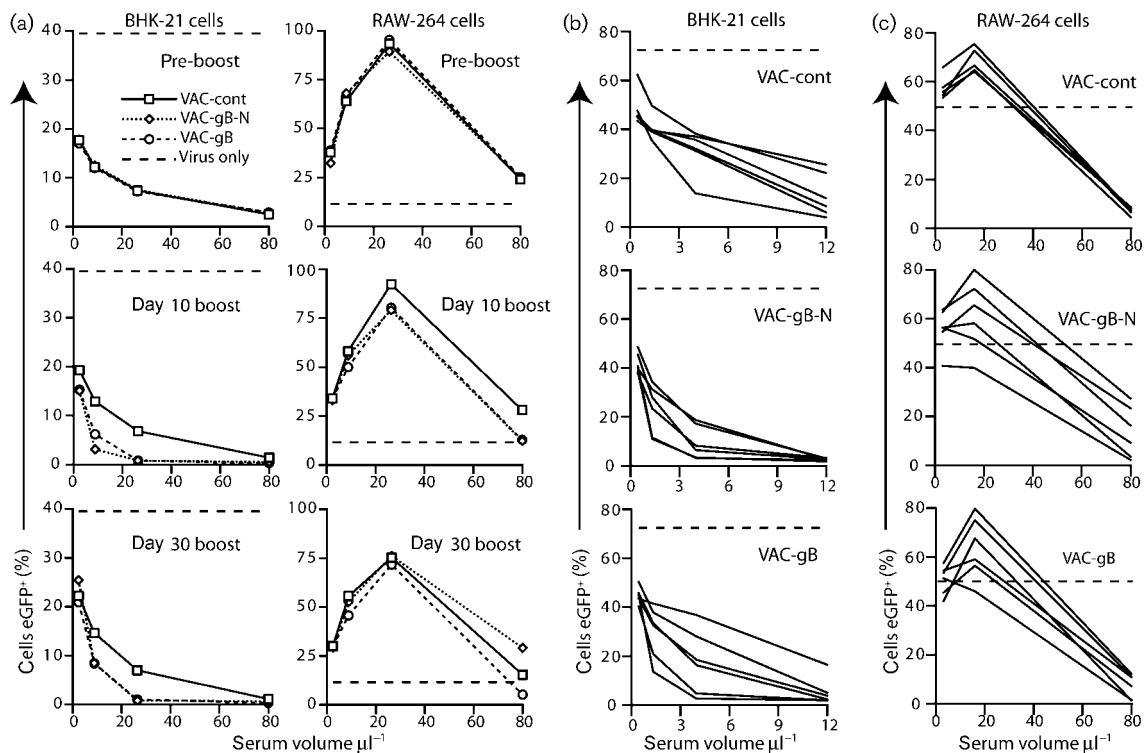 (a) BHK-21 cells RAW-264 cells (b) BHK-21 cells (c) RAW-264 cells
40
30
20
10
0
0 20 40 60 80
Pre-boost
VAC-cont
VAC-gB-N
VAC-gB
Virus only
100
75
50
25
0
0 20 40 60 80
Pre-boost
80
60
40
20
0
0 3 6 9 12
VAC-cont
80
60
40
20
0
0 20 40 60 80
VAC-cont
40
30
20
10
0
0 20 40 60 80
Day 10 boost
100
75
50
25
0
0 20 40 60 80
Day 10 boost
80
60
40
20
0
0 3 6 9 12
VAC-gB-N
80
60
40
20
0
0 20 40 60 80
VAC-gB-N
Cells eGFP⁺ (%)
40
30
20
10
0
0 20 40 60 80
Day 30 boost
100
75
50
25
0
0 20 40 60 80
Day 30 boost
Cells eGFP⁺ (%)
80
60
40
20
0
0 3 6 9 12
VAC-gB
Cells eGFP⁺ (%)
80
60
40
20
0
0 20 40 60 80
VAC-gB
Serum volume μl⁻¹ Serum volume μl⁻¹